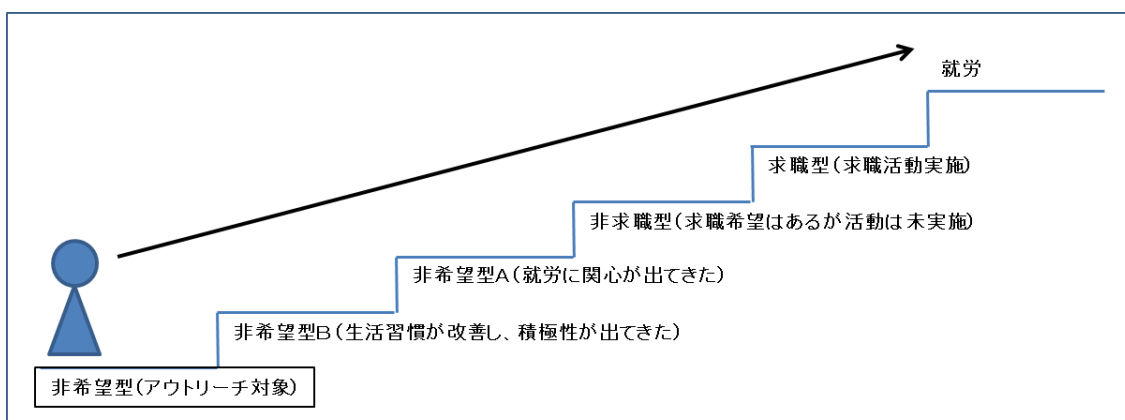 就労
求職型(求職活動実施)
非求職型(求職希望はあるが活動は未実施)
非希望型A(就労に関心が出てきた)
非希望型B(生活習慣が改善し、積極性が出てきた)
非希望型(アウトリーチ対象)